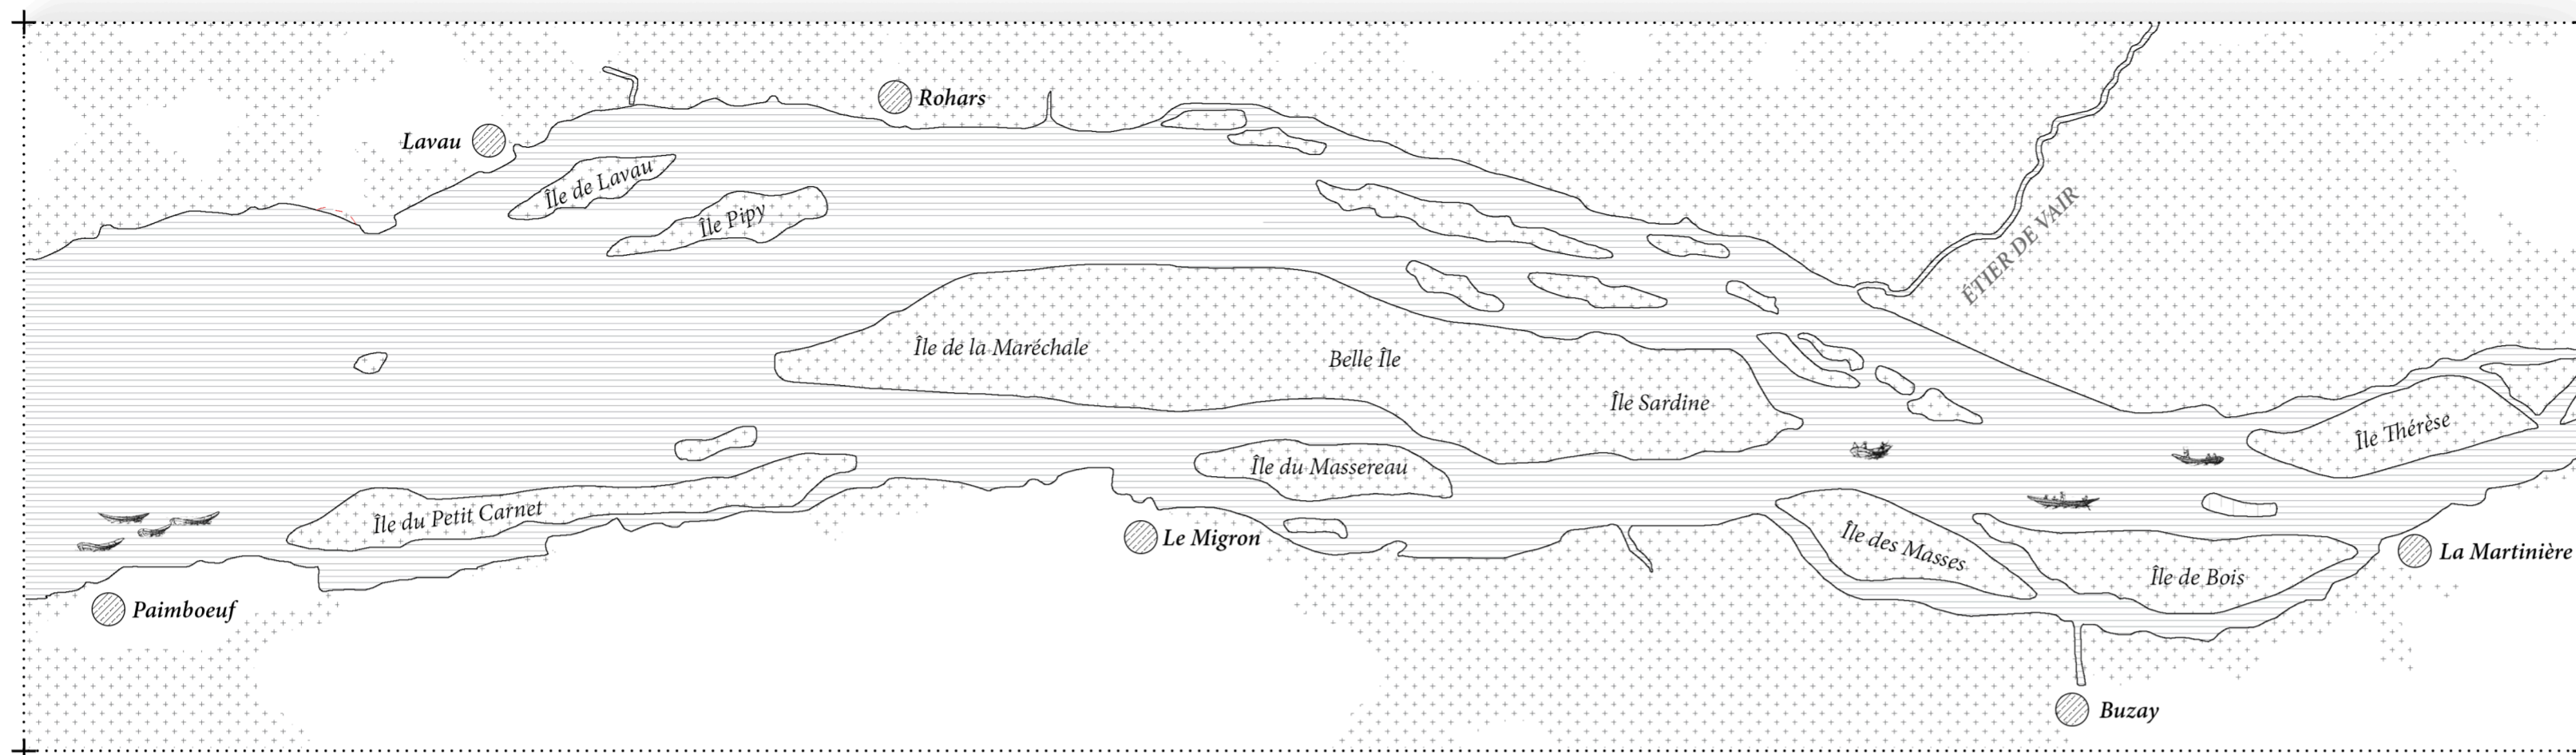 Rohars
Lavau
Île de Lavau
Île Pipy
ÉTIER DE VAIR
Île de la Maréchale
Belle Île
Île Sardine
Île Thérèse
Île du Massereau
Île du Petit Carnet
Le Migron
Île des Masses
Île de Bois
La Martinière
Paimboeuf
Buzay